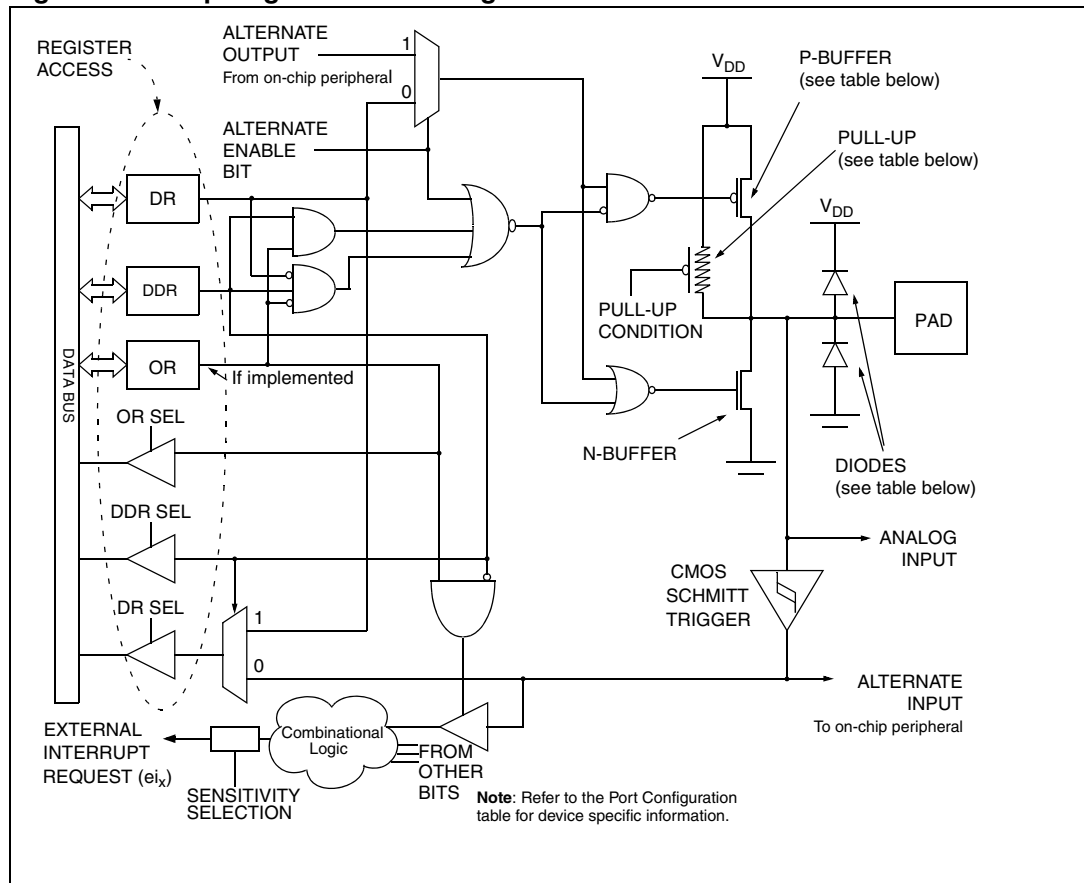 REGISTER
ACCESS
ALTERNATE
OUTPUT
From on-chip peripheral
1
0
ALTERNATE
ENABLE
BIT
VDD
P-BUFFER
(see table below)
PULL-UP
(see table below)
VDD
DR
DDR
OR
If implemented
DATA BUS
PULL-UP
CONDITION
PAD
N-BUFFER
DIODES
(see table below)
OR SEL
DDR SEL
DR SEL
1
0
ANALOG
INPUT
CMOS
SCHMITT
TRIGGER
ALTERNATE
INPUT
To on-chip peripheral
EXTERNAL
INTERRUPT
REQUEST (eix)
Combinational
Logic
SENSITIVITY
SELECTION
FROM
OTHER
BITS
Note: Refer to the Port Configuration
table for device specific information.